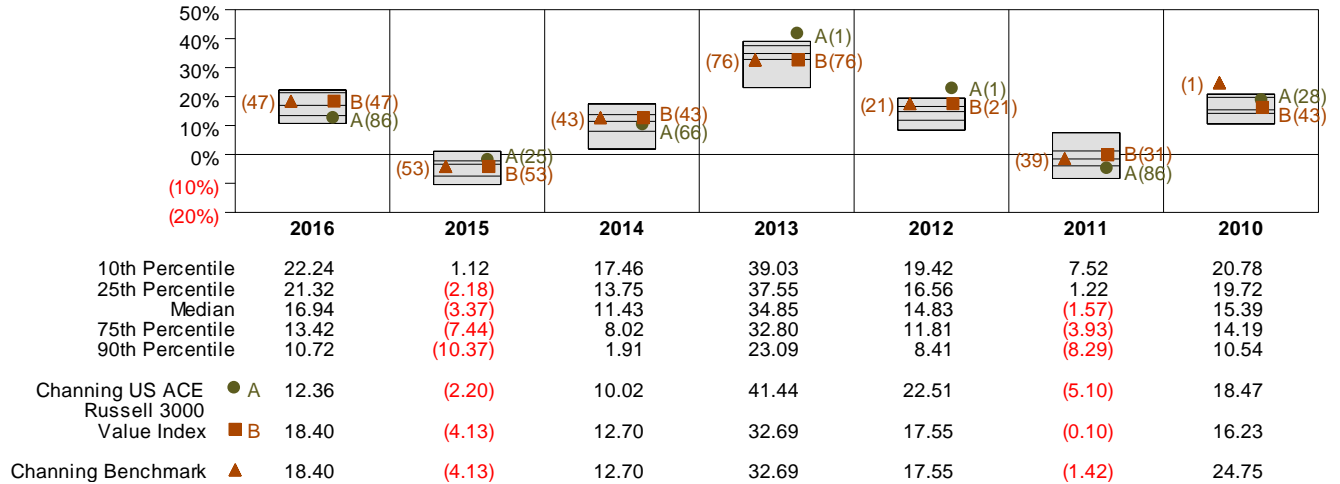 50%
40%
30%
20%
10%
0%
(10%)
(20%)
(47) B(47)
A(86)
(53) A(25)
B(53)
(43) B(43)
A(66)
A(1)
(76) B(76)
A(1)
(21) B(21)
(39) B(31)
A(86)
(1) A(28)
B(43)
2016 2015 2014 2013 2012 2011 2010
10th Percentile 22.24 1.12 17.46 39.03 19.42 7.52 20.78
25th Percentile 21.32 (2.18) 13.75 37.55 16.56 1.22 19.72
Median 16.94 (3.37) 11.43 34.85 14.83 (1.57) 15.39
75th Percentile 13.42 (7.44) 8.02 32.80 11.81 (3.93) 14.19
90th Percentile 10.72 (10.37) 1.91 23.09 8.41 (8.29) 10.54
Channing US ACE A 12.36 (2.20) 10.02 41.44 22.51 (5.10) 18.47
Russell 3000
Value Index B 18.40 (4.13) 12.70 32.69 17.55 (0.10) 16.23
Channing Benchmark 18.40 (4.13) 12.70 32.69 17.55 (1.42) 24.75